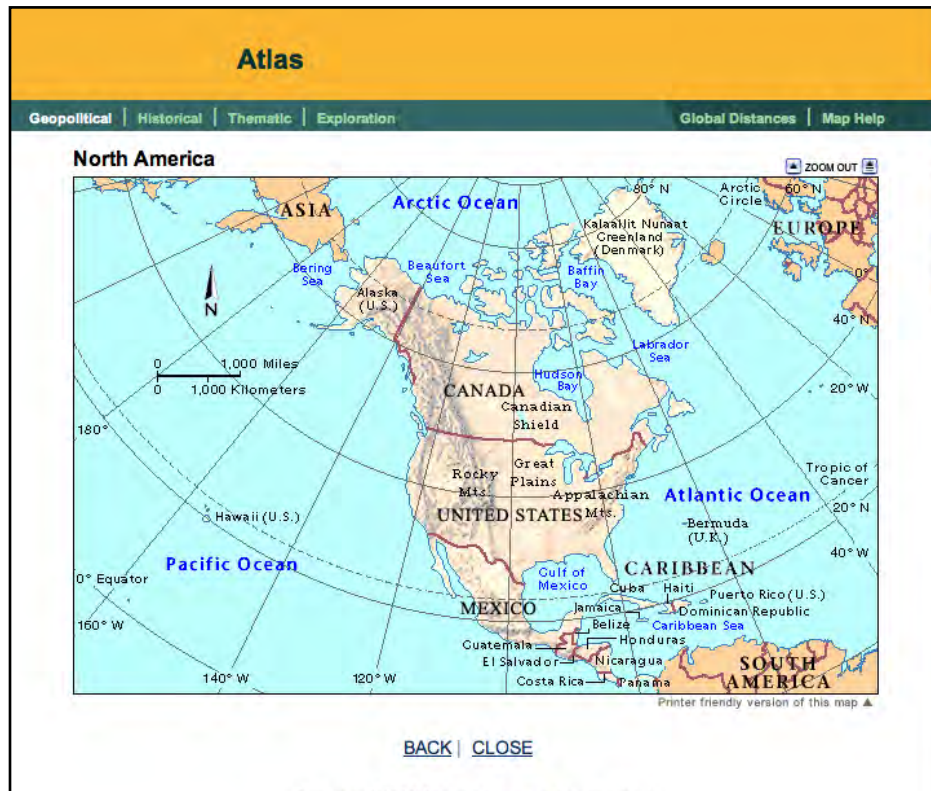 Atlas
Geopolitical | Historical | Thematic | Exploration
Global Distances | Map Help
North America
ZOOM OUT
80° N
Arctic
Circle
60° N
ASIA
Arctic Ocean
Kalaallit Nunaat
Greenland
(Denmark)
EUROPE
Bering
Sea
Beaufort
Sea
Baffin
Bay
0°
Alaska
(U.S.)
N
40° N
Labrador
Sea
0 1,000 Miles
0 1,000 Kilometers
Hudson
Bay
20° W
CANADA
Canadian
Shield
180°
Rocky
Mts.
Great
Plains
Appalachian
Mts.
Tropic of
Cancer
Atlantic Ocean
20° N
UNITED STATES
Hawaii (U.S.)
Bermuda
(U.K.)
40° W
Pacific Ocean
Gulf of
Mexico
CARIBBEAN
0° Equator
Cuba
Haiti
Puerto Rico (U.S.)
MEXICO
Jamaica
Dominican Republic
Belize
Caribbean Sea
160° W
Guatemala
Honduras
El Salvador
Nicaragua
SOUTH
AMERICA
Costa Rica
Panama
140° W
120° W
Printer friendly version of this map
BACK | CLOSE